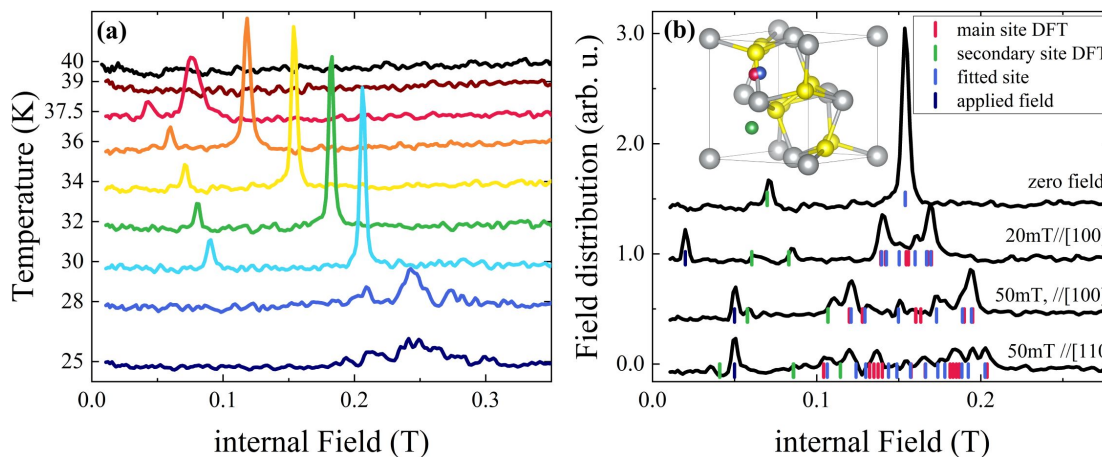 (a)
Temperature (K)
40
39
37.5
36
34
32
30
28
25
0.0 0.1 0.2 0.3
internal Field (T)
(b)
Field distribution (arb. u.)
3.0
2.0
1.0
0.0
main site DFT
secondary site DFT
fitted site
applied field
zero field
20mT//[100]
50mT, //[100]
50mT //[110]
0.1 0.2
internal Field (T)